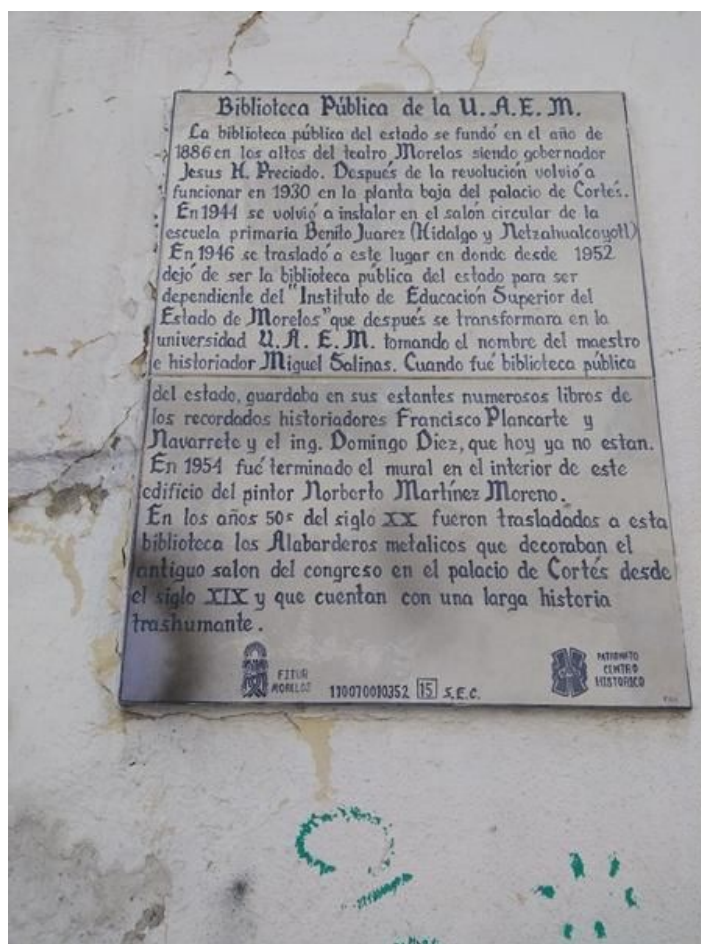 Biblioteca Pública de la U.A.E.M.
La biblioteca pública del estado se fundó en el año de
1886 en los altos del teatro Morelos siendo gobernador
Jesus H. Preciado. Después de la revolución volvió a
funcionar en 1930 en la planta baja del palacio de Cortés.
En 1944 se volvió a instalar en el salón circular de la
escuela primaria Benito Juarez (Hidalgo y Netzahualcoyotl)
En 1946 se trasladó a este lugar en donde desde 1952
dejó de ser la biblioteca pública del estado para ser
dependiente del "Instituto de Educación Superior del
Estado de Morelos" que después se transformara en la
universidad U.A.E.M. tomando el nombre del maestro
e historiador Miguel Salinas. Cuando fué biblioteca pública
del estado, guardaba en sus estantes numerosos libros de
los recordados historiadores Francisco Plancarte y
Navarrete y el ing. Domingo Diez, que hoy ya no estan.
En 1954 fué terminado el mural en el interior de este
edificio del pintor Norberto Martínez Moreno.
En los años 50s del siglo XX fueron trasladados a esta
biblioteca los Alabarderos metalicos que decoraban el
antiguo salon del congreso en el palacio de Cortés desde
el siglo XIX y que cuentan con una larga historia
trashumante.
FITUR
MORELOS
110070010352 15 S.E.C.
PATRONATO
CENTRO
HISTORICO